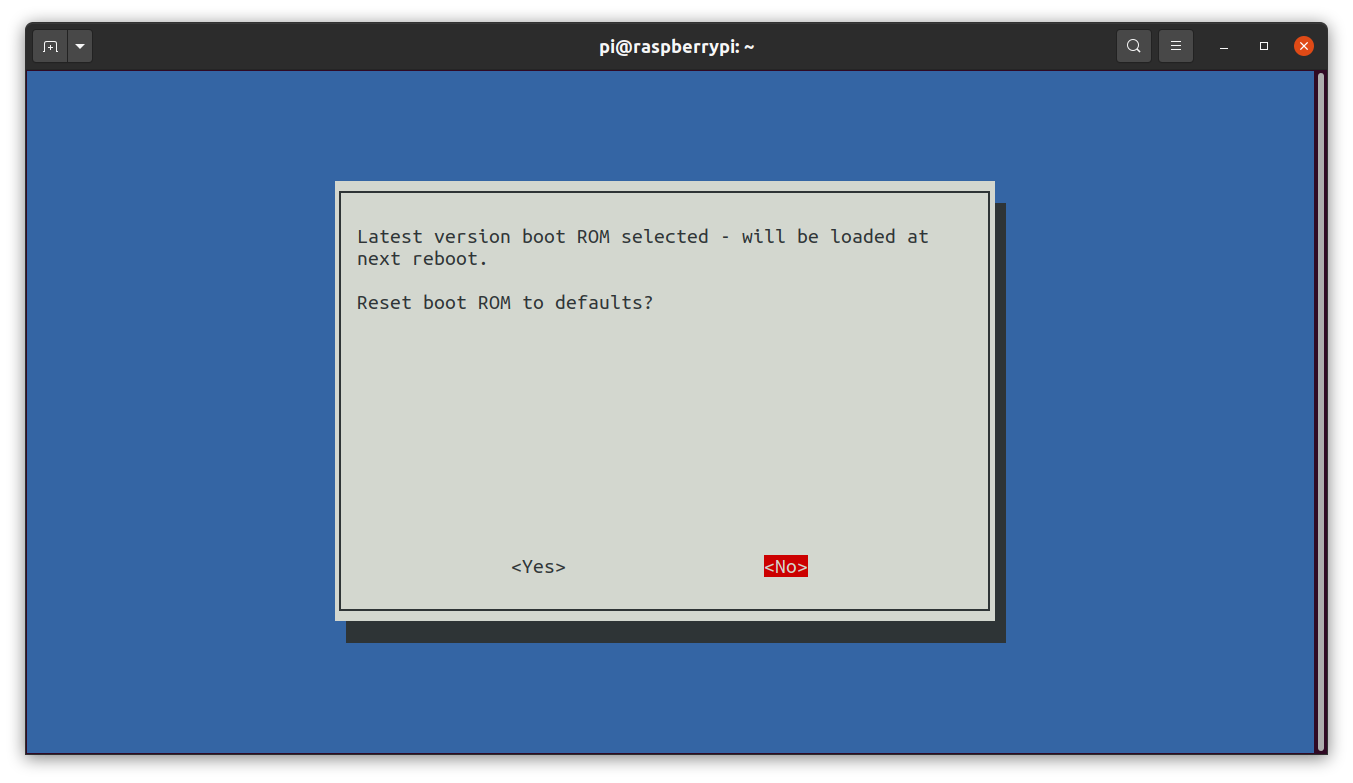 pi@raspberrypi: ~
Latest version boot ROM selected - will be loaded at
next reboot.
Reset boot ROM to defaults?
<Yes>
<No>